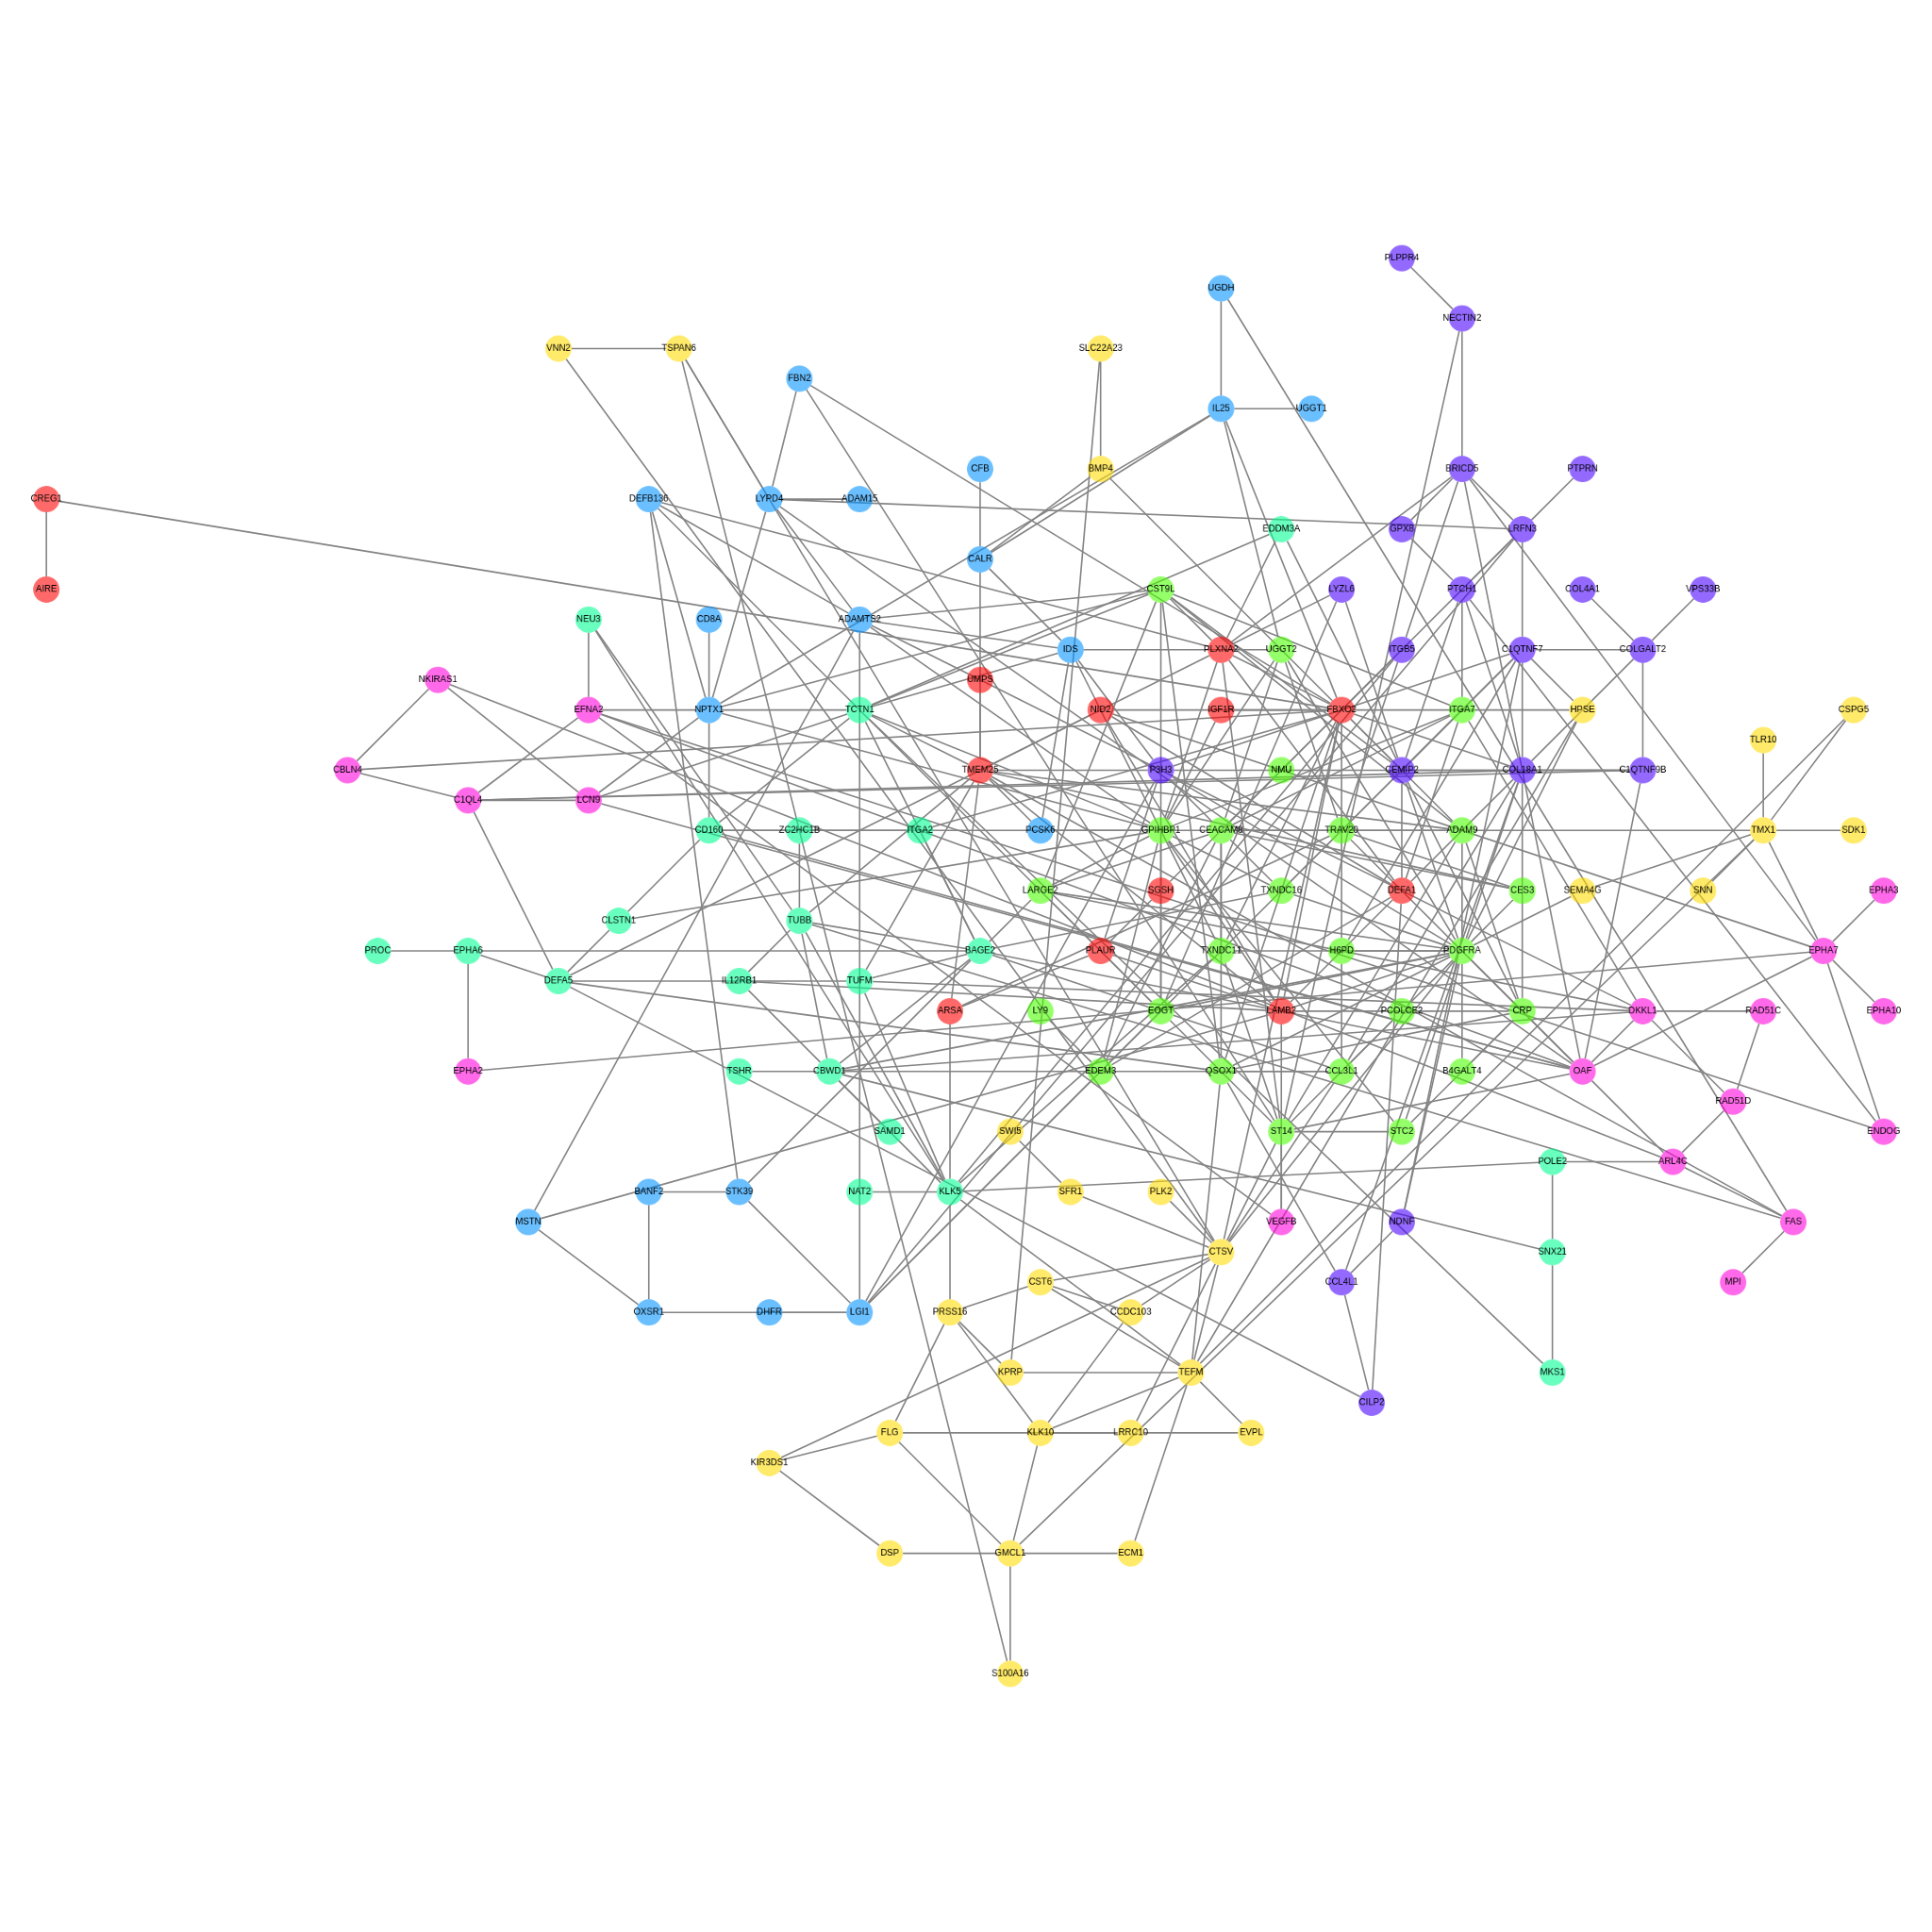 PLPPR4
UGDH
NECTIN2
VNN2 TSPAN6 SLC22A23
FBN2
IL25 UGGT1
CFB BMP4 BRICD5 PTPRN
CREG1 DEFB136 LYPD4 ADAM15
EDDM3A GPX8 LRFN3
CALR
AIRE CST9L LYZL6 PTCH1 COL4A1 VPS33B
NEU3 CD8A ADAMTS2
IDS PLXNA2 UGGT2 ITGB5 C1QTNF7 COLGALT2
NKIRAS1 UMPS
EFNA2 NPTX1 TCTN1 NID2 IGF1R FBXO2 ITGA7 HPSE CSPG5
TLR10
CBLN4 TMEM25 P3H3 NMU CEMIP2 COL18A1 C1QTNF9B
C1QL4 LCN9
CD160 ZC2HC1B ITGA2 PCSK6 GPIHBP1 CEACAM8 TRAV20 ADAM9 TMX1 SDK1
LARGE2 SGSH TXNDC16 DEFA1 CES3 SEMA4G SNN EPHA3
CLSTN1 TUBB
PROC EPHA6 BAGE2 PLAUR TXNDC11 H6PD PDGFRA EPHA7
DEFA5 IL12RB1 TUFM
ARSA LY9 EOGT LAMB2 PCOLCE2 CRP DKKL1 RAD51C EPHA10
EPHA2 TSHR CBWD1 EDEM3 QSOX1 CCL3L1 B4GALT4 OAF
RAD51D
SAMD1 SWI5 ST14 STC2 ENDOG
POLE2 ARL4C
BANF2 STK39 NAT2 KLK5 SFR1 PLK2
MSTN VEGFB NDNF FAS
CTSV SNX21
CST6 CCL4L1 MPI
OXSR1 DHFR LGI1 PRSS16 CCDC103
KPRP TEFM MKS1
CILP2
FLG KLK10 LRRC10 EVPL
KIR3DS1
DSP GMCL1 ECM1
S100A16